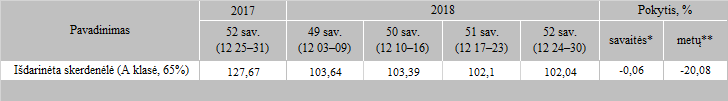 Pavadinimas 2017 2018 Pokytis, %
52 sav. 49 sav. 50 sav. 51 sav. 52 sav. savaitės* metų**
(12 25–31) (12 03–09) (12 10–16) (12 17–23) (12 24–30)
Išdarinėta skerdenėlė (A klasė, 65%) 127,67 103,64 103,39 102,1 102,04 -0,06 -20,08